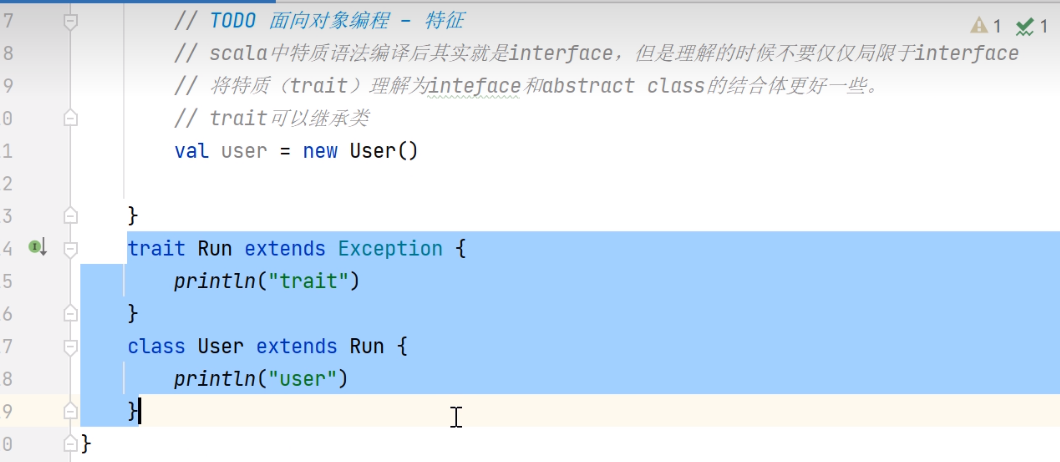 7 // TODO 面向对象编程 - 特征
8 // scala中特质语法编译后其实就是interface，但是理解的时候不要仅仅局限于interface
9 // 将特质（trait）理解为inteface和abstract class的结合体更好一些。
0 // trait可以继承类
1 val user = new User()
2
3 }
4 trait Run extends Exception {
5 println("trait")
6 }
7 class User extends Run {
8 println("user")
9 }
0 }
1 1